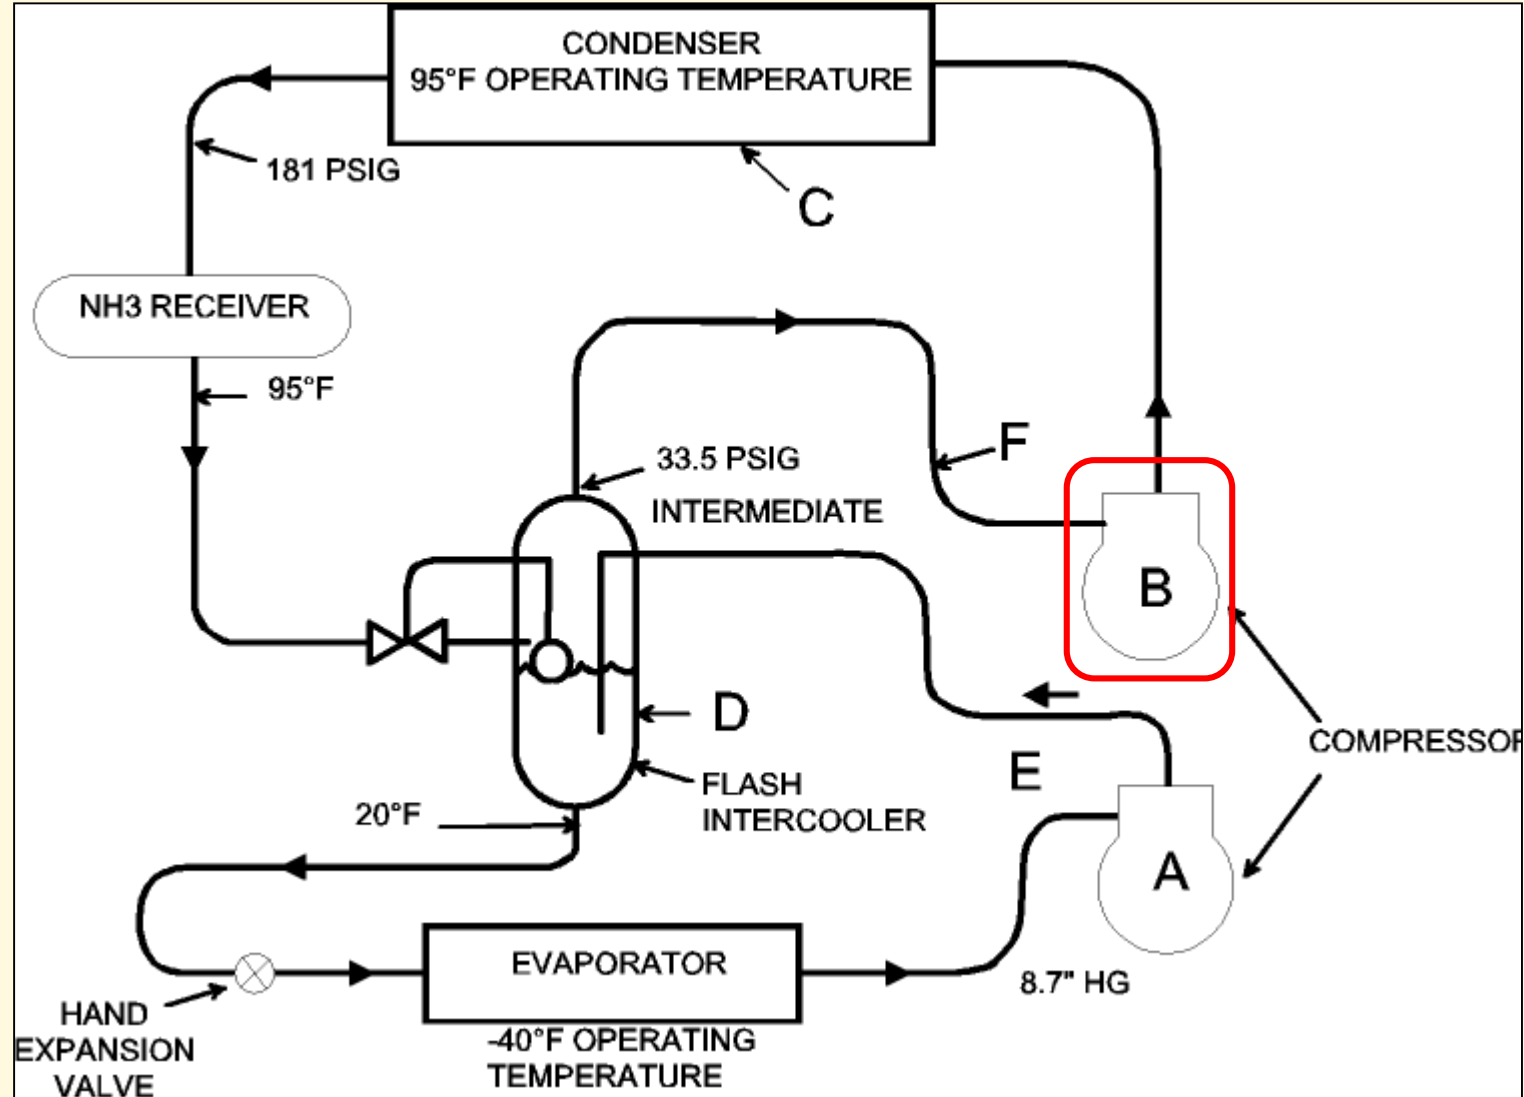 CONDENSER
95°F OPERATING TEMPERATURE
181 PSIG
C
NH3 RECEIVER
95°F
F
33.5 PSIG
INTERMEDIATE
B
D
COMPRESSOR
E
FLASH
INTERCOOLER
20°F
A
EVAPORATOR
8.7" HG
HAND
EXPANSION
VALVE
-40°F OPERATING
TEMPERATURE